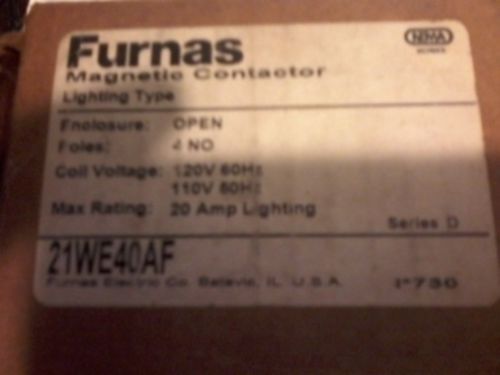 Furnas
NEMA
Magnetic Contactor
Lighting Type
Enclosure: OPEN
Poles: 4 NO
Coil Voltage: 120V 60Hz
110V 50Hz
Max Rating: 20 Amp Lighting
Series D
21WE40AF
Furnas Electric Co. Batavia, IL. U.S.A.